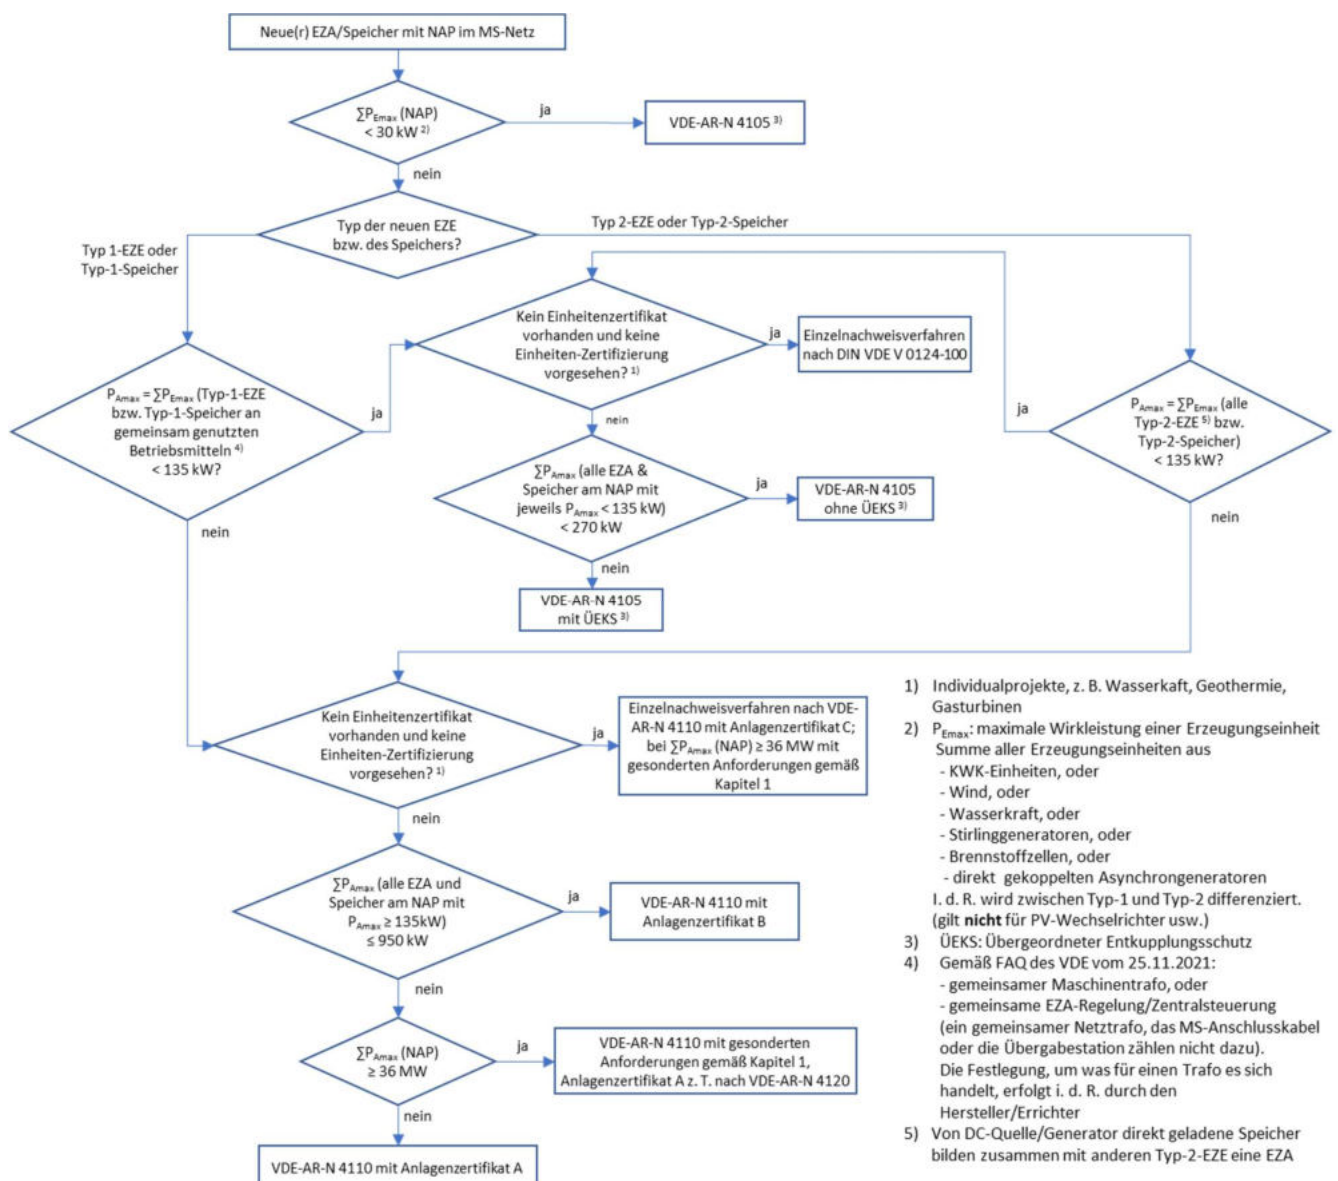 Neue(r) EZA/Speicher mit NAP im MS-Netz
∑P_Emax (NAP)
< 30 kW 2)
ja
VDE-AR-N 4105 3)
nein
Typ der neuen EZE
bzw. des Speichers?
Typ 2-EZE oder Typ-2-Speicher
Typ 1-EZE oder
Typ-1-Speicher
Kein Einheitenzertifikat
vorhanden und keine
Einheiten-Zertifizierung
vorgesehen? 1)
ja
Einzelnachweisverfahren
nach DIN VDE V 0124-100
P_Amax = ∑P_Emax (Typ-1-EZE
bzw. Typ-1-Speicher an
gemeinsam genutzten
Betriebsmitteln 4)
< 135 kW?
ja
nein
P_Amax = ∑P_Emax (alle
Typ-2-EZE 5) bzw.
Typ-2-Speicher)
< 135 kW?
ja
nein
nein
∑P_Amax (alle EZA &
Speicher am NAP mit
jeweils P_Amax < 135 kW)
< 270 kW
ja
VDE-AR-N 4105
ohne ÜEKS 3)
nein
VDE-AR-N 4105
mit ÜEKS 3)
Kein Einheitenzertifikat
vorhanden und keine
Einheiten-Zertifizierung
vorgesehen? 1)
ja
Einzelnachweisverfahren nach VDE-
AR-N 4110 mit Anlagenzertifikat C;
bei ∑P_Amax (NAP) ≥ 36 MW mit
gesonderten Anforderungen gemäß
Kapitel 1
nein
∑P_Amax (alle EZA und
Speicher am NAP mit
P_Amax ≥ 135kW)
≤ 950 kW
ja
VDE-AR-N 4110 mit
Anlagenzertifikat B
nein
∑P_Amax (NAP)
≥ 36 MW
ja
VDE-AR-N 4110 mit gesonderten
Anforderungen gemäß Kapitel 1,
Anlagenzertifikat A z. T. nach VDE-AR-N 4120
nein
VDE-AR-N 4110 mit Anlagenzertifikat A
1) Individualprojekte, z. B. Wasserkaft, Geothermie,
Gasturbinen
2) P_Emax: maximale Wirkleistung einer Erzeugungseinheit
Summe aller Erzeugungseinheiten aus
- KWK-Einheiten, oder
- Wind, oder
- Wasserkraft, oder
- Stirlinggeneratoren, oder
- Brennstoffzellen, oder
- direkt gekoppelten Asynchrongeneratoren
I. d. R. wird zwischen Typ-1 und Typ-2 differenziert.
(gilt nicht für PV-Wechselrichter usw.)
3) ÜEKS: Übergeordneter Entkupplungsschutz
4) Gemäß FAQ des VDE vom 25.11.2021:
- gemeinsamer Maschinentrafo, oder
- gemeinsame EZA-Regelung/Zentralsteuerung
(ein gemeinsamer Netztrafo, das MS-Anschlusskabel
oder die Übergabestation zählen nicht dazu).
Die Festlegung, um was für einen Trafo es sich
handelt, erfolgt i. d. R. durch den
Hersteller/Errichter
5) Von DC-Quelle/Generator direkt geladene Speicher
bilden zusammen mit anderen Typ-2-EZE eine EZA